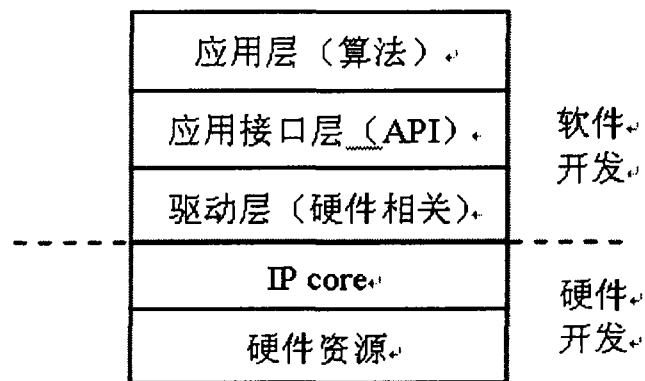 应用层（算法）
应用接口层（API）
软件
开发
驱动层（硬件相关）
IP core
硬件
开发
硬件资源